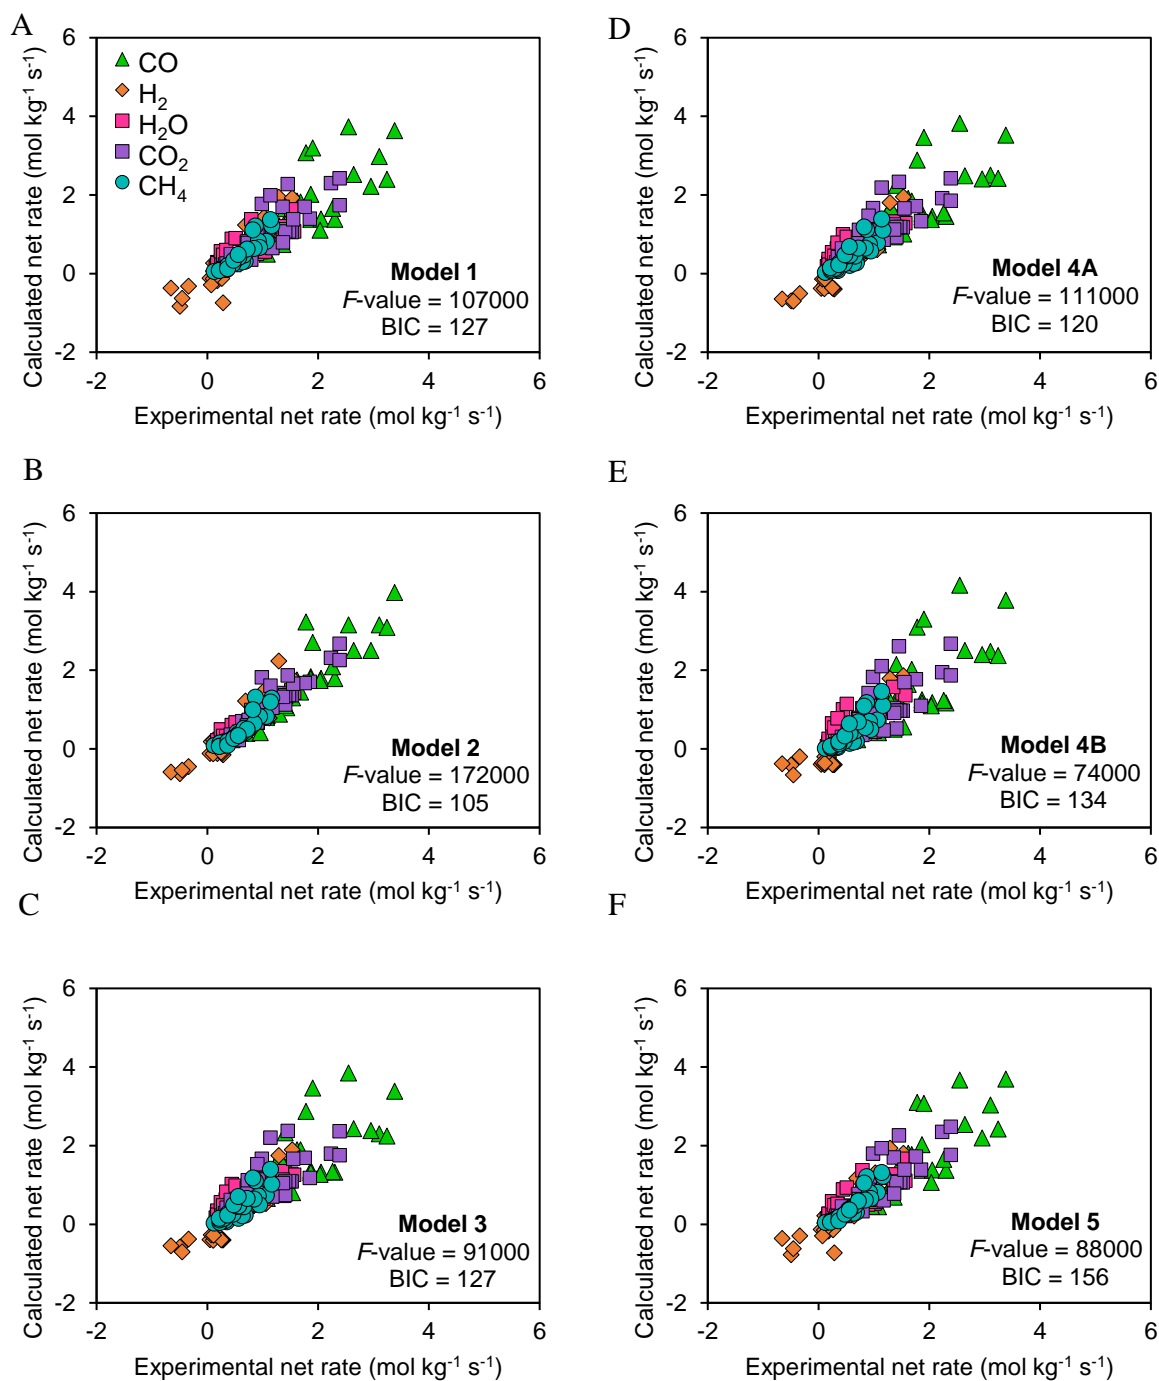 A
6
4
2
0
-2
-2
0
2
4
6
Calculated net rate (mol kg⁻¹ s⁻¹)
Experimental net rate (mol kg⁻¹ s⁻¹)
CO
H₂
H₂O
CO₂
CH₄
Model 1
F-value = 107000
BIC = 127
D
6
4
2
0
-2
-2
0
2
4
6
Calculated net rate (mol kg⁻¹ s⁻¹)
Experimental net rate (mol kg⁻¹ s⁻¹)
Model 4A
F-value = 111000
BIC = 120
B
6
4
2
0
-2
-2
0
2
4
6
Calculated net rate (mol kg⁻¹ s⁻¹)
Experimental net rate (mol kg⁻¹ s⁻¹)
Model 2
F-value = 172000
BIC = 105
E
6
4
2
0
-2
-2
0
2
4
6
Calculated net rate (mol kg⁻¹ s⁻¹)
Experimental net rate (mol kg⁻¹ s⁻¹)
Model 4B
F-value = 74000
BIC = 134
C
6
4
2
0
-2
-2
0
2
4
6
Calculated net rate (mol kg⁻¹ s⁻¹)
Experimental net rate (mol kg⁻¹ s⁻¹)
Model 3
F-value = 91000
BIC = 127
F
6
4
2
0
-2
-2
0
2
4
6
Calculated net rate (mol kg⁻¹ s⁻¹)
Experimental net rate (mol kg⁻¹ s⁻¹)
Model 5
F-value = 88000
BIC = 156